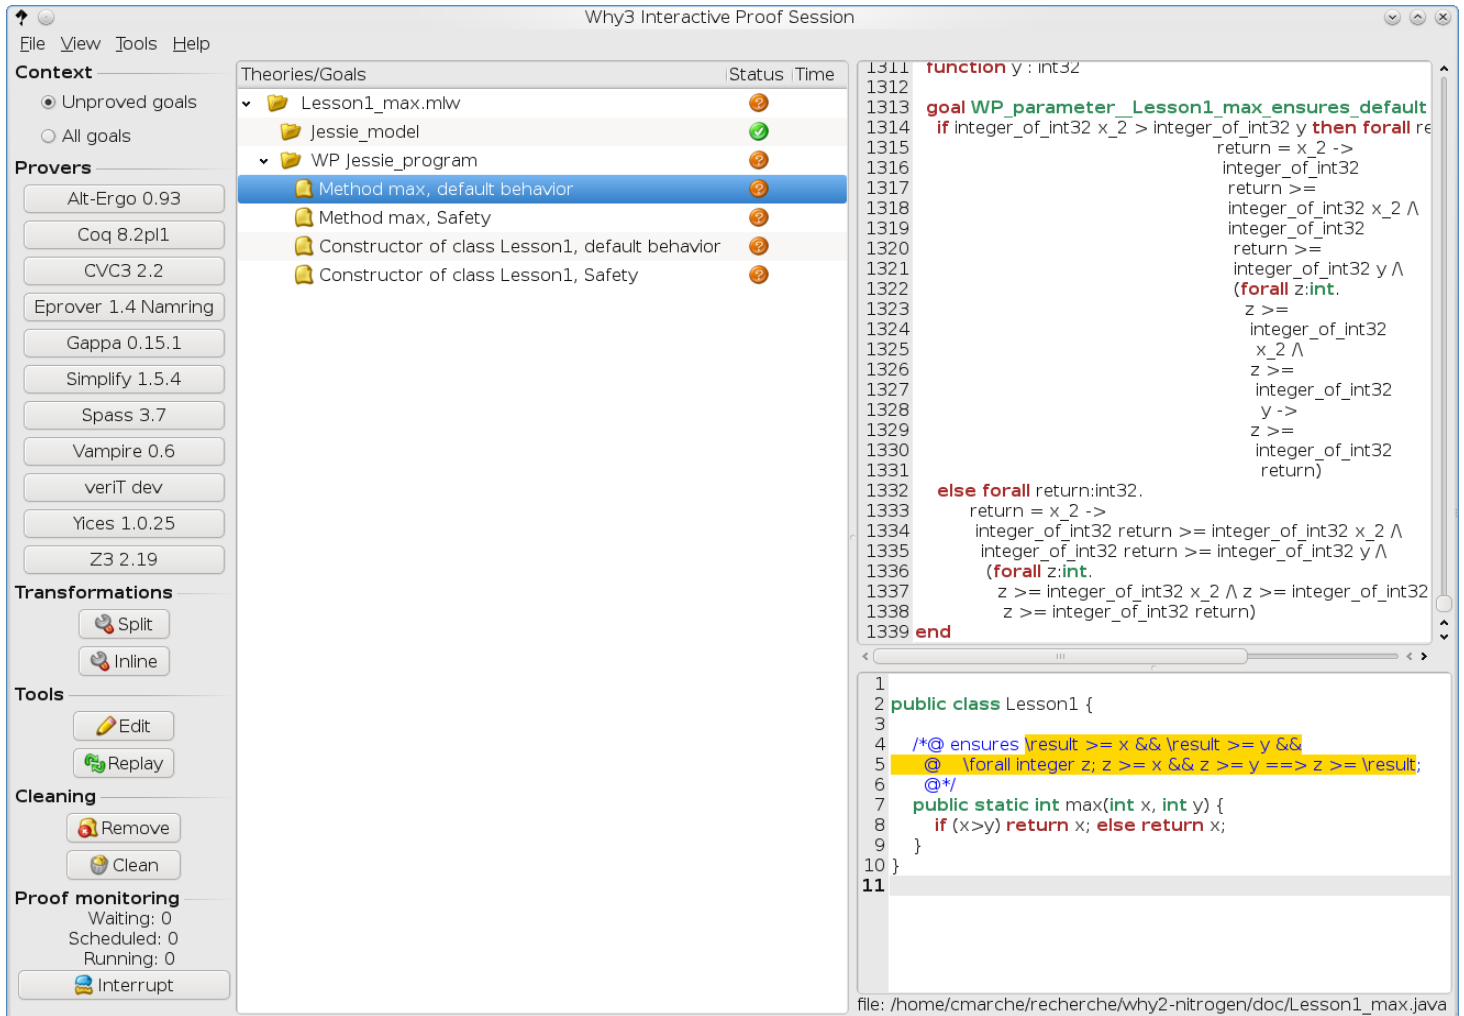 Why3 Interactive Proof Session
File View Tools Help
Context
Unproved goals
All goals
Provers
Alt-Ergo 0.93
Coq 8.2pl1
CVC3 2.2
Eprover 1.4 Namring
Gappa 0.15.1
Simplify 1.5.4
Spass 3.7
Vampire 0.6
veriT dev
Yices 1.0.25
Z3 2.19
Transformations
Split
Inline
Tools
Edit
Replay
Cleaning
Remove
Clean
Proof monitoring
Waiting: 0
Scheduled: 0
Running: 0
Interrupt
Theories/Goals Status Time
Lesson1_max.mlw
Jessie_model
WP Jessie_program
Method max, default behavior
Method max, Safety
Constructor of class Lesson1, default behavior
Constructor of class Lesson1, Safety
1311 function y : int32
1312
1313 goal WP_parameter__Lesson1_max_ensures_default
1314 if integer_of_int32 x_2 > integer_of_int32 y then forall re
1315 return = x_2 ->
1316 integer_of_int32
1317 return >=
1318 integer_of_int32 x_2 /\
1319 integer_of_int32
1320 return >=
1321 integer_of_int32 y /\
1322 (forall z:int.
1323 z >=
1324 integer_of_int32
1325 x_2 /\
1326 z >=
1327 integer_of_int32
1328 y ->
1329 z >=
1330 integer_of_int32
1331 return)
1332 else forall return:int32.
1333 return = x_2 ->
1334 integer_of_int32 return >= integer_of_int32 x_2 /\
1335 integer_of_int32 return >= integer_of_int32 y /\
1336 (forall z:int.
1337 z >= integer_of_int32 x_2 /\ z >= integer_of_int32
1338 z >= integer_of_int32 return)
1339 end
1
2 public class Lesson1 {
3
4 /*@ ensures \result >= x && \result >= y &&
5 @ \forall integer z; z >= x && z >= y ==> z >= \result;
6 @*/
7 public static int max(int x, int y) {
8 if (x>y) return x; else return x;
9 }
10 }
11
file: /home/cmarche/recherche/why2-nitrogen/doc/Lesson1_max.java